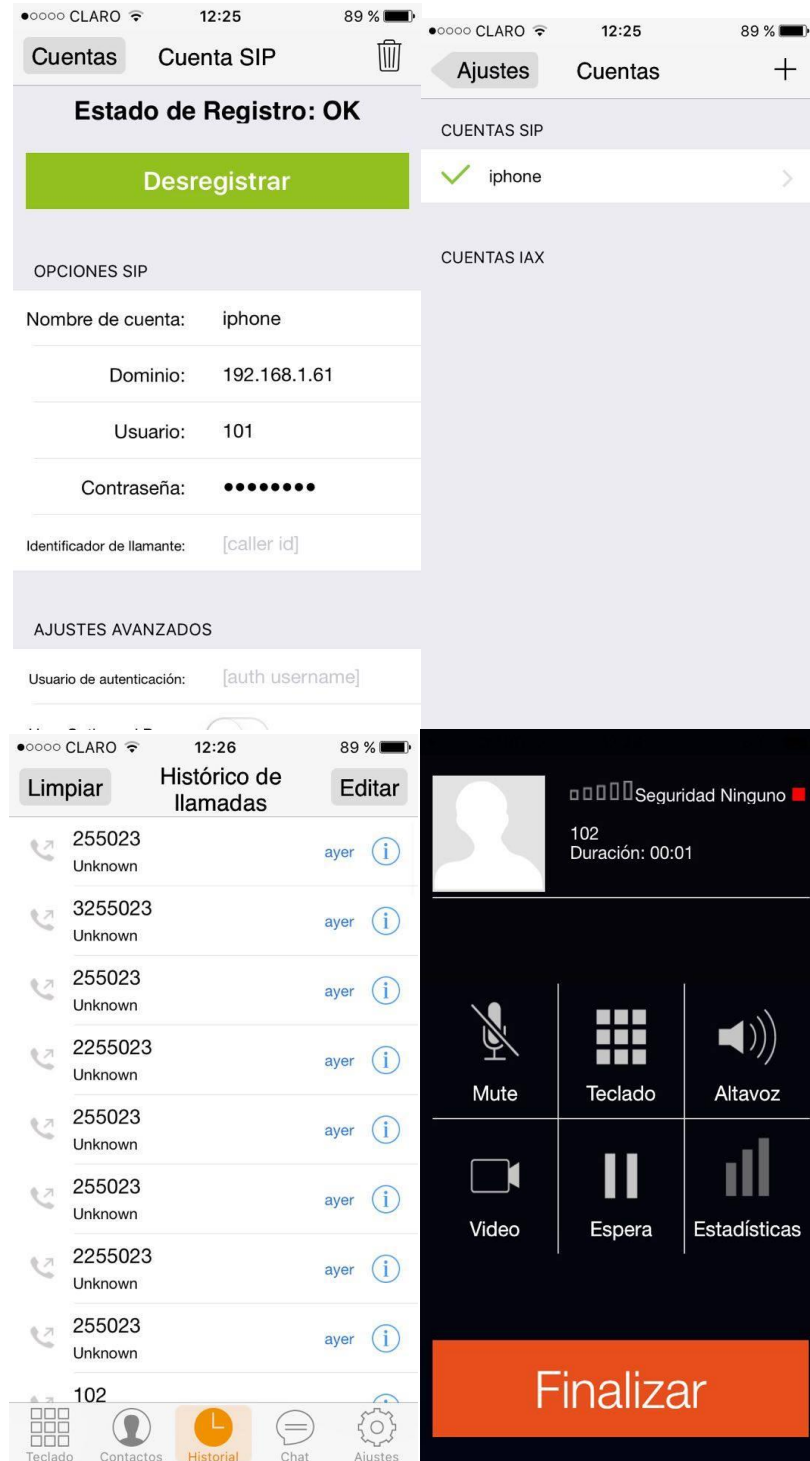 CLARO 12:25 89 %
Cuentas Cuenta SIP
Estado de Registro: OK
Desregistrar
OPCIONES SIP
Nombre de cuenta: iphone
Dominio: 192.168.1.61
Usuario: 101
Contraseña: ●●●●●●●●
Identificador de llamante: [caller id]
AJUSTES AVANZADOS
Usuario de autenticación: [auth username]
CLARO 12:25 89 %
Ajustes Cuentas +
CUENTAS SIP
iphone
CUENTAS IAX
CLARO 12:26 89 %
Limpiar Histórico de llamadas Editar
255023 ayer
Unknown
3255023 ayer
Unknown
255023 ayer
Unknown
2255023 ayer
Unknown
255023 ayer
Unknown
255023 ayer
Unknown
2255023 ayer
Unknown
255023 ayer
Unknown
102
Teclado Contactos Historial Chat Ajustes
Seguridad Ninguno
102
Duración: 00:01
Mute Teclado Altavoz
Video Espera Estadísticas
Finalizar